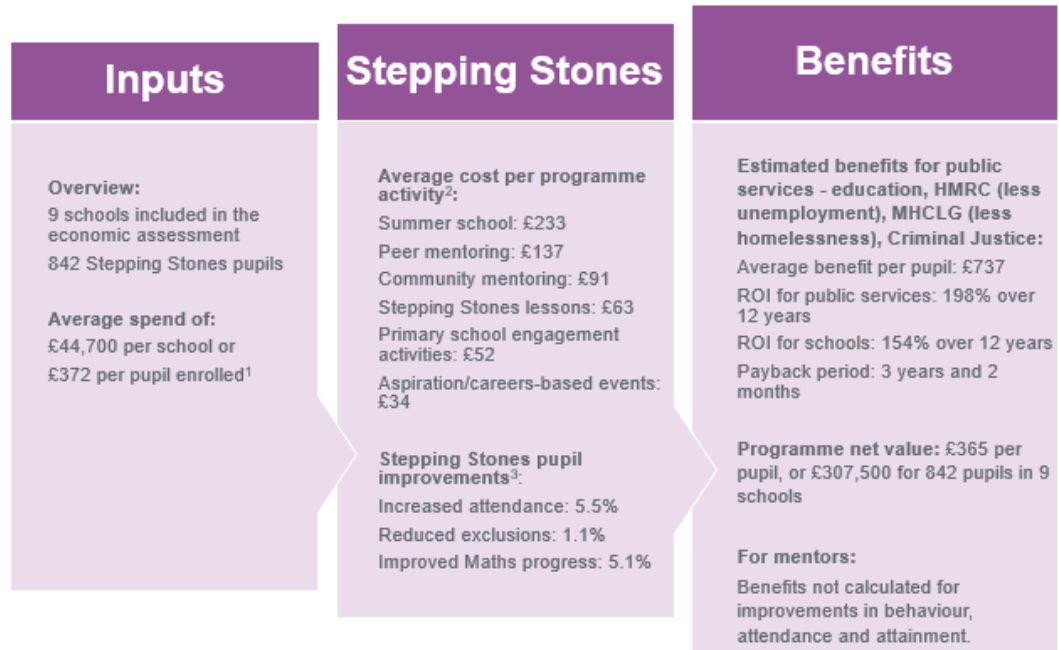 Inputs
Overview:
9 schools included in the
economic assessment
842 Stepping Stones pupils
Average spend of:
£44,700 per school or
£372 per pupil enrolled¹
Stepping Stones
Average cost per programme
activity²:
Summer school: £233
Peer mentoring: £137
Community mentoring: £91
Stepping Stones lessons: £63
Primary school engagement
activities: £52
Aspiration/careers-based events:
£34
Stepping Stones pupil
improvements³:
Increased attendance: 5.5%
Reduced exclusions: 1.1%
Improved Maths progress: 5.1%
Benefits
Estimated benefits for public
services - education, HMRC (less
unemployment), MHCLG (less
homelessness), Criminal Justice:
Average benefit per pupil: £737
ROI for public services: 198% over
12 years
ROI for schools: 154% over 12 years
Payback period: 3 years and 2
months
Programme net value: £365 per
pupil, or £307,500 for 842 pupils in 9
schools
For mentors:
Benefits not calculated for
improvements in behaviour,
attendance and attainment.